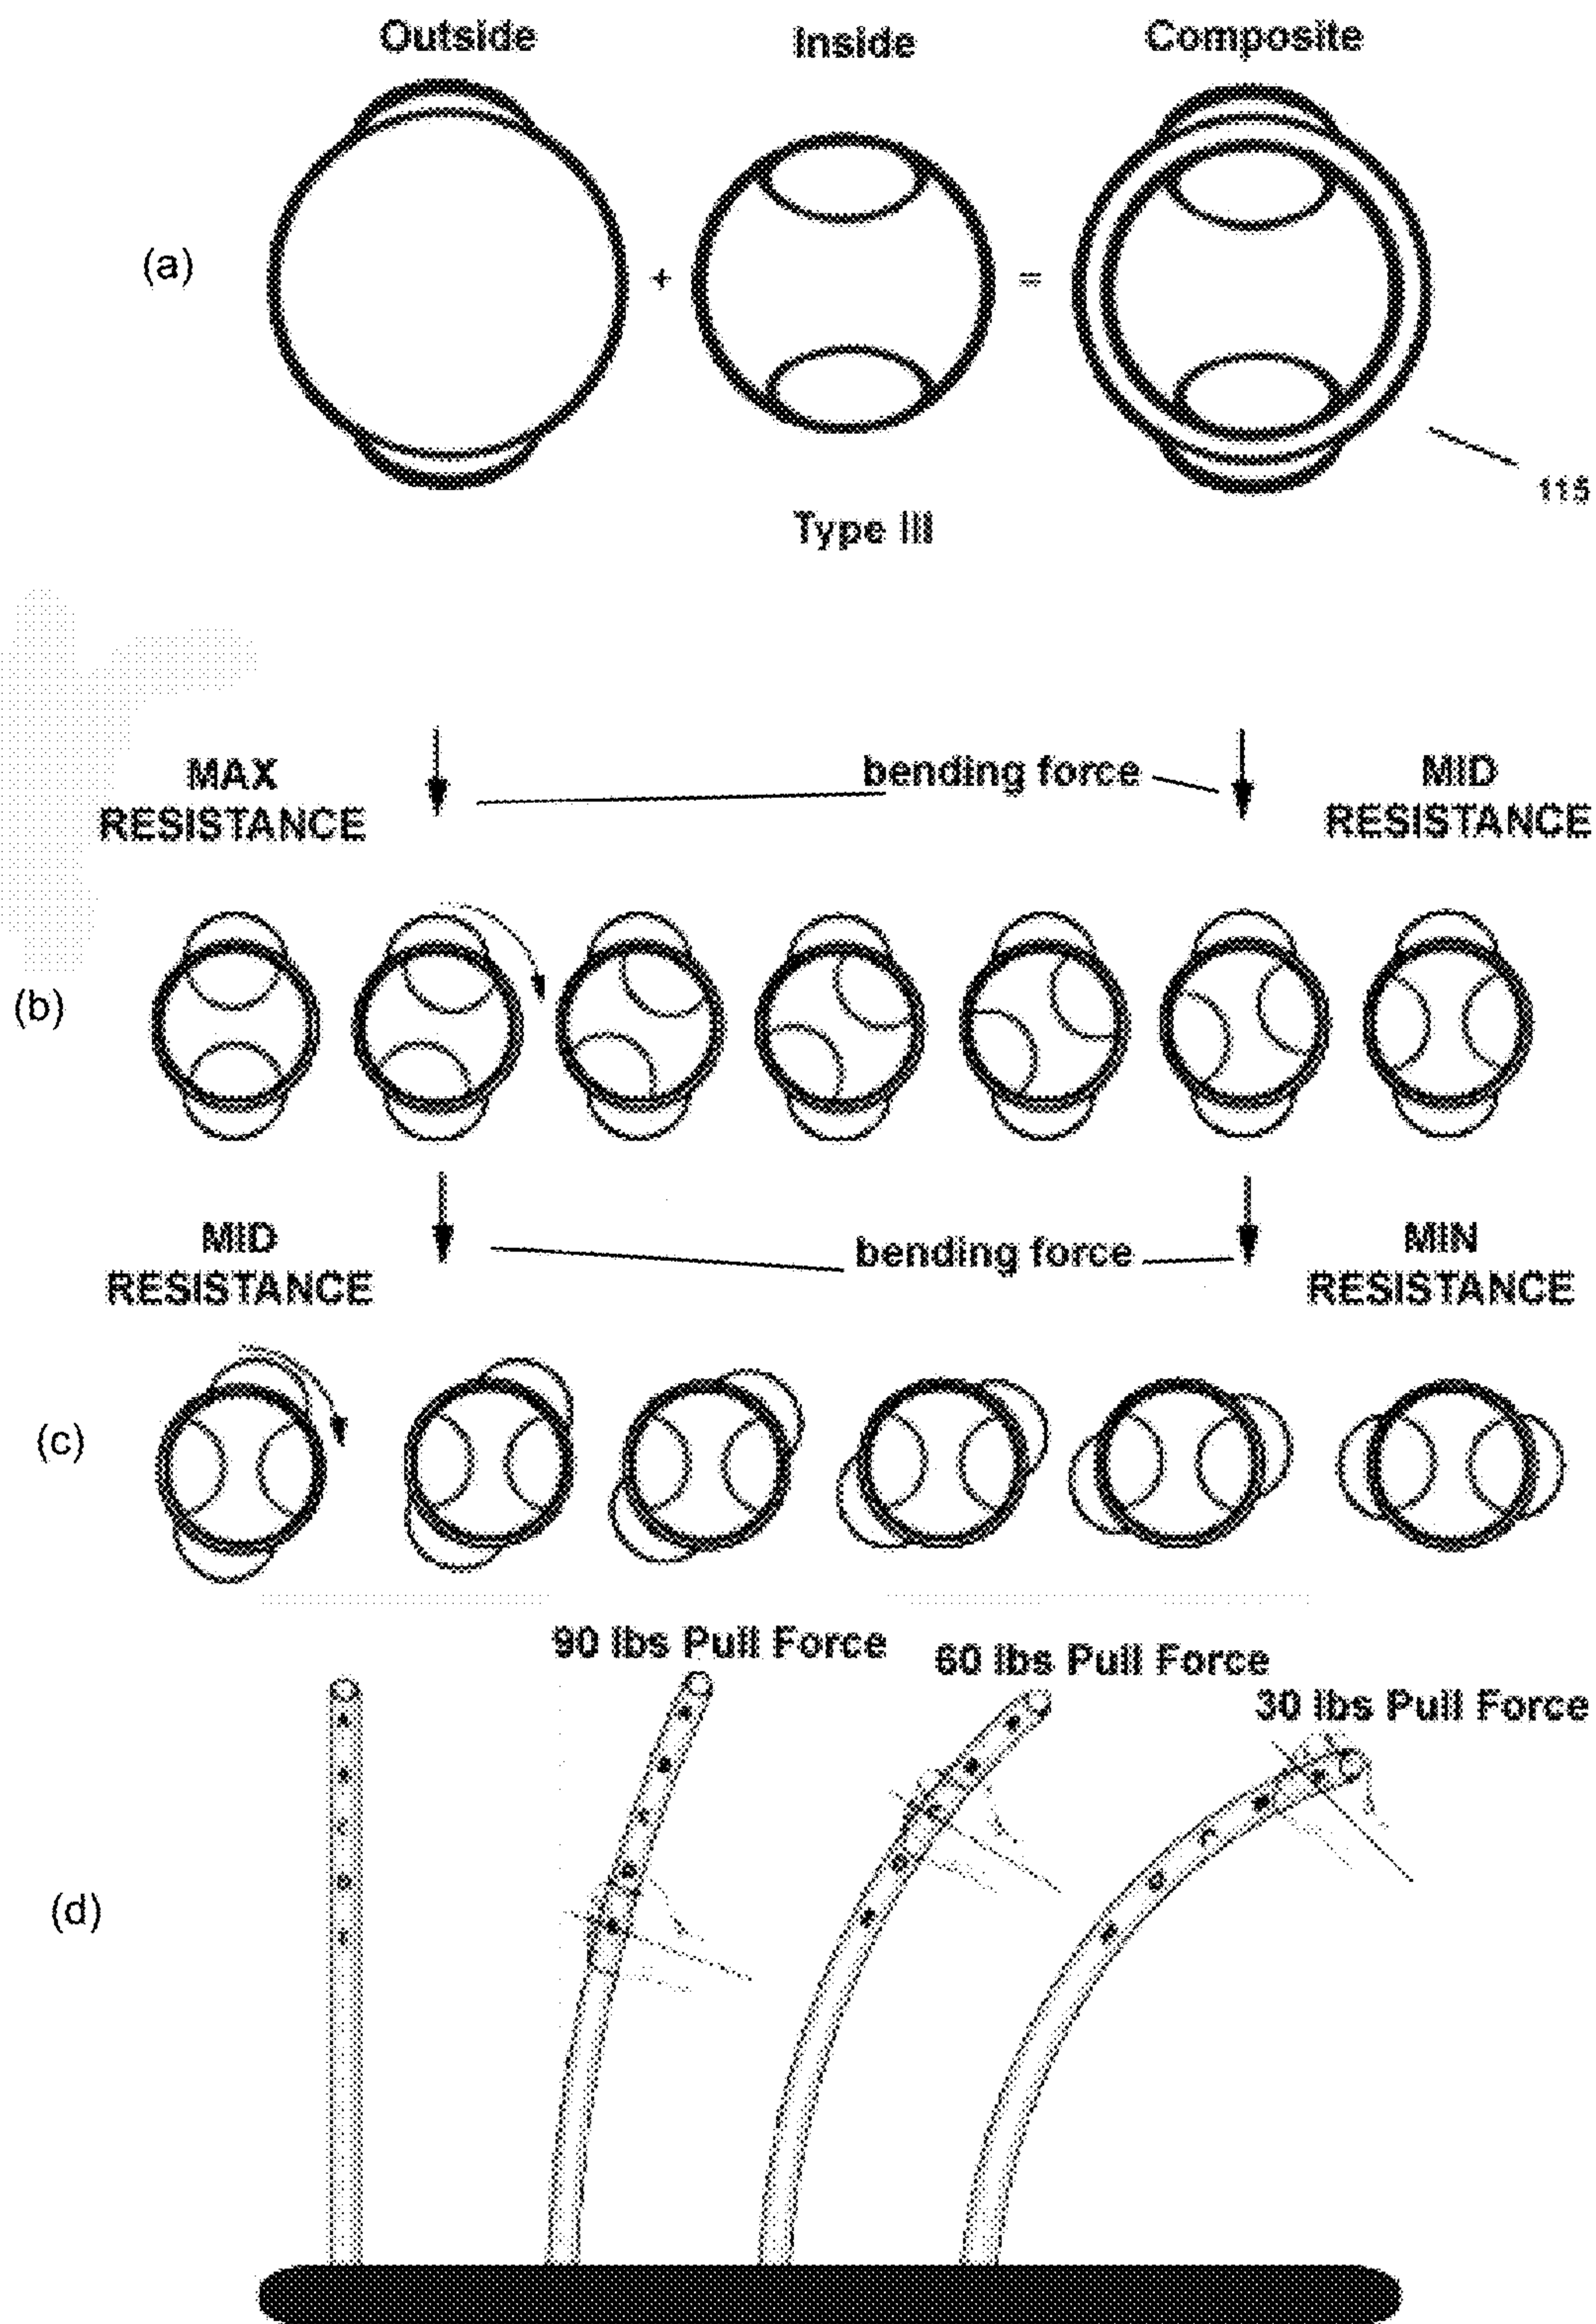 Outside
Inside
Composite
(a)
+
=
115
Type III
MAX
RESISTANCE
bending force
MID
RESISTANCE
(b)
MID
RESISTANCE
bending force
MIN
RESISTANCE
(c)
90 lbs Pull Force
60 lbs Pull Force
30 lbs Pull Force
(d)